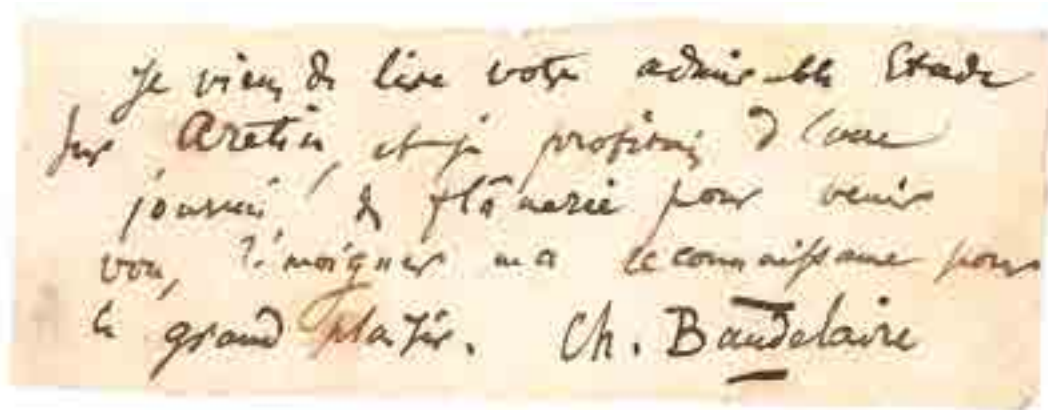 Je viens de lire votre admirable Etude
sur Aretin, et je profitais d'une
journée de flânerie pour venir
vous témoigner ma reconnaissance pour
le grand plaisir. Ch. Baudelaire